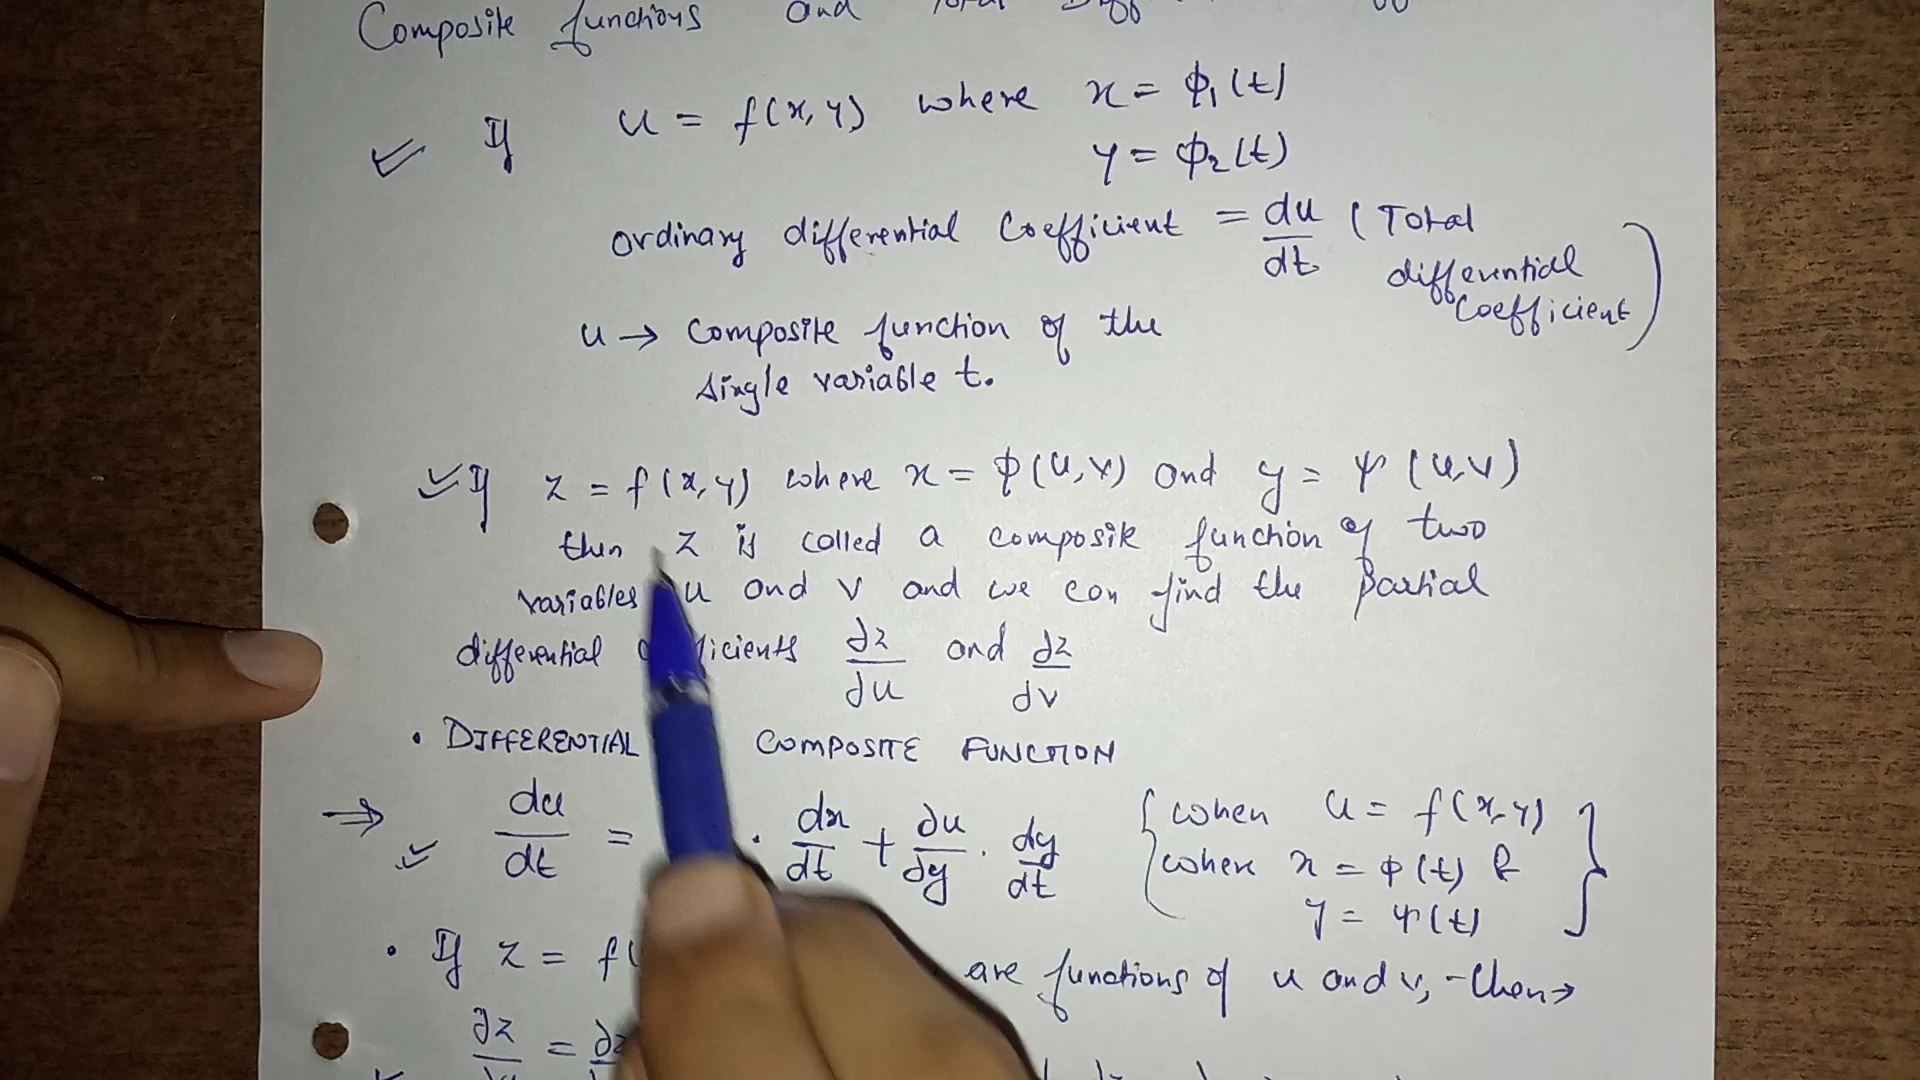 Composite functions and
If u = f(x, y) where x = ϕ₁(t)
y = ϕ₂(t)
ordinary differential Coefficient = du/dt (Total differential Coefficient)
u → Composite function of the
single variable t.
If z = f(x, y) where x = ϕ(u, v) and y = ψ(u, v)
then z is called a composite function of two
variables u and v and we can find the Partial
differential ∂z/∂u and ∂z/∂v
• DIFFERENTIAL COMPOSITE FUNCTION
⇒ du/dt = . dx/dt + ∂u/∂y . dy/dt {when u = f(x, y)
where x = ϕ(t) &
y = ψ(t)}
• If z = f( are functions of u and v, then →
∂z = ∂z